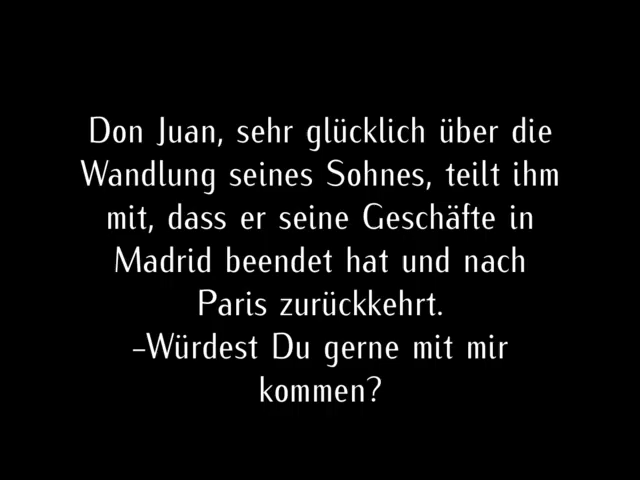 Don Juan, sehr glücklich über die
Wandlung seines Sohnes, teilt ihm
mit, dass er seine Geschäfte in
Madrid beendet hat und nach
Paris zurückkehrt.
–Würdest Du gerne mit mir
kommen?